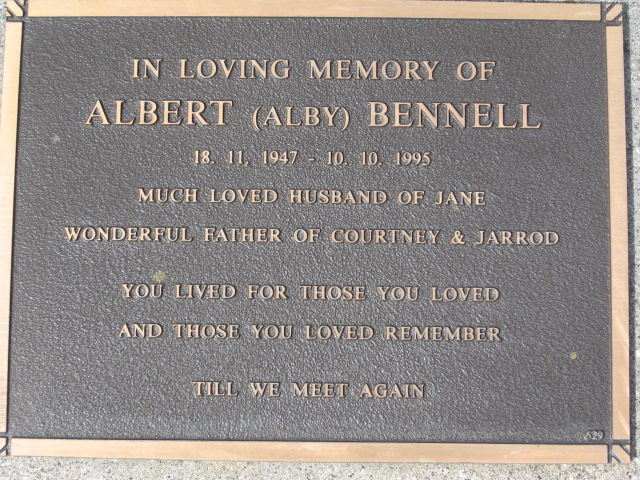 IN LOVING MEMORY OF
ALBERT (ALBY) BENNELL
18. 11. 1947 - 10. 10. 1995
MUCH LOVED HUSBAND OF JANE
WONDERFUL FATHER OF COURTNEY & JARROD
YOU LIVED FOR THOSE YOU LOVED
AND THOSE YOU LOVED REMEMBER
TILL WE MEET AGAIN
629